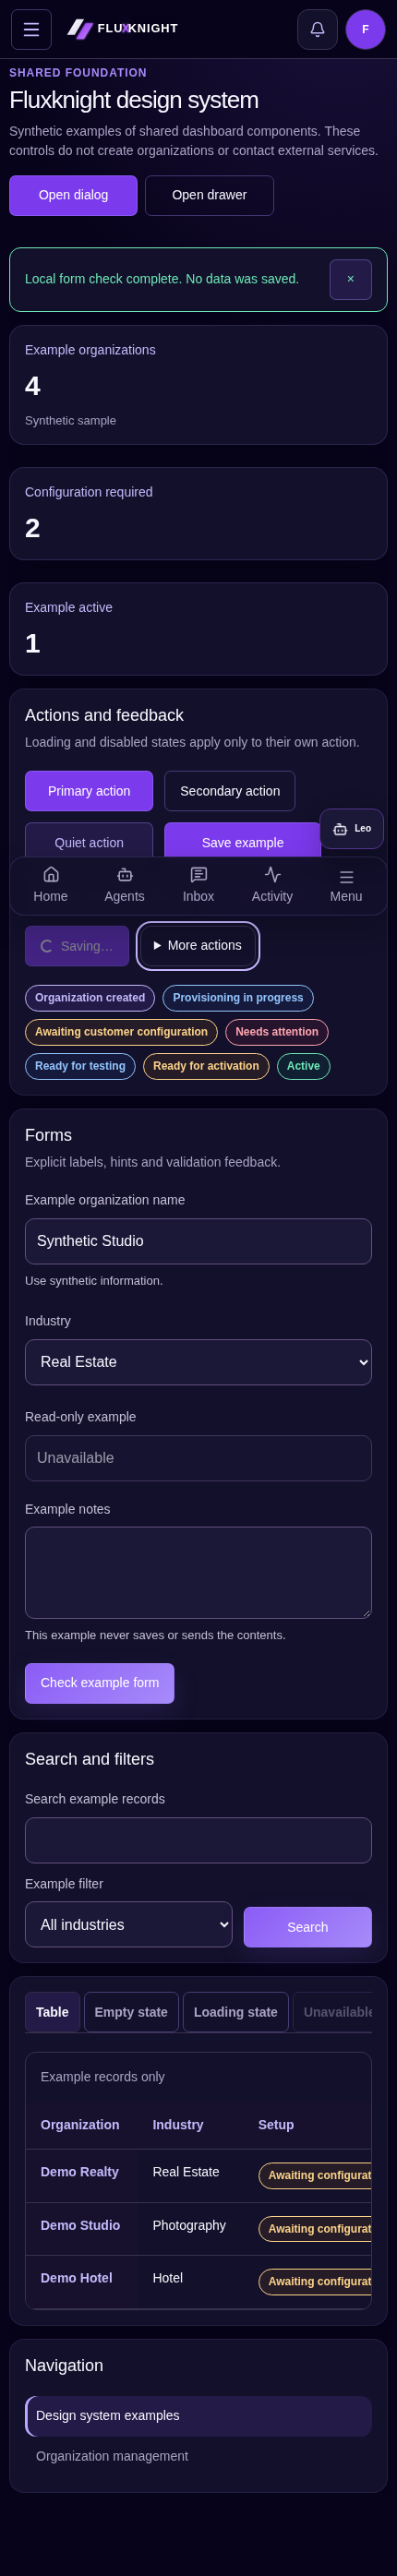 FLUXKNIGHT
F
SHARED FOUNDATION
Fluxknight design system
Synthetic examples of shared dashboard components. These
controls do not create organizations or contact external services.
Open dialog
Open drawer
Local form check complete. No data was saved.
×
Example organizations
4
Synthetic sample
Configuration required
2
Example active
1
Actions and feedback
Loading and disabled states apply only to their own action.
Primary action
Secondary action
Leo
Quiet action
Save example
Home
Agents
Inbox
Activity
Menu
Saving…
More actions
Organization created
Provisioning in progress
Awaiting customer configuration
Needs attention
Ready for testing
Ready for activation
Active
Forms
Explicit labels, hints and validation feedback.
Example organization name
Synthetic Studio
Use synthetic information.
Industry
Real Estate
Read-only example
Unavailable
Example notes
This example never saves or sends the contents.
Check example form
Search and filters
Search example records
Example filter
All industries
Search
Table
Empty state
Loading state
Unavailable
Example records only
Organization
Industry
Setup
Demo Realty
Real Estate
Awaiting configurat
Demo Studio
Photography
Awaiting configurat
Demo Hotel
Hotel
Awaiting configurat
Navigation
Design system examples
Organization management